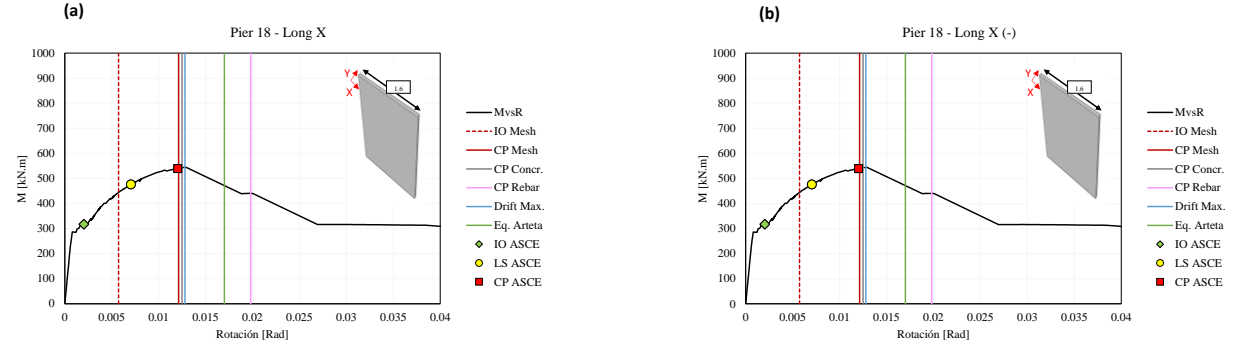 (a)
Pier 18 - Long X
M [kN.m]
1000
900
800
700
600
500
400
300
200
100
0
0 0.005 0.01 0.015 0.02 0.025 0.03 0.035 0.04
Rotación [Rad]
Y
X
1.6
MvsR
IO Mesh
CP Mesh
CP Concr.
CP Rebar
Drift Max.
Eq. Arteta
IO ASCE
LS ASCE
CP ASCE
(b)
Pier 18 - Long X (-)
M [kN.m]
1000
900
800
700
600
500
400
300
200
100
0
0 0.005 0.01 0.015 0.02 0.025 0.03 0.035 0.04
Rotación [Rad]
Y
X
1.6
MvsR
IO Mesh
CP Mesh
CP Concr.
CP Rebar
Drift Max.
Eq. Arteta
IO ASCE
LS ASCE
CP ASCE